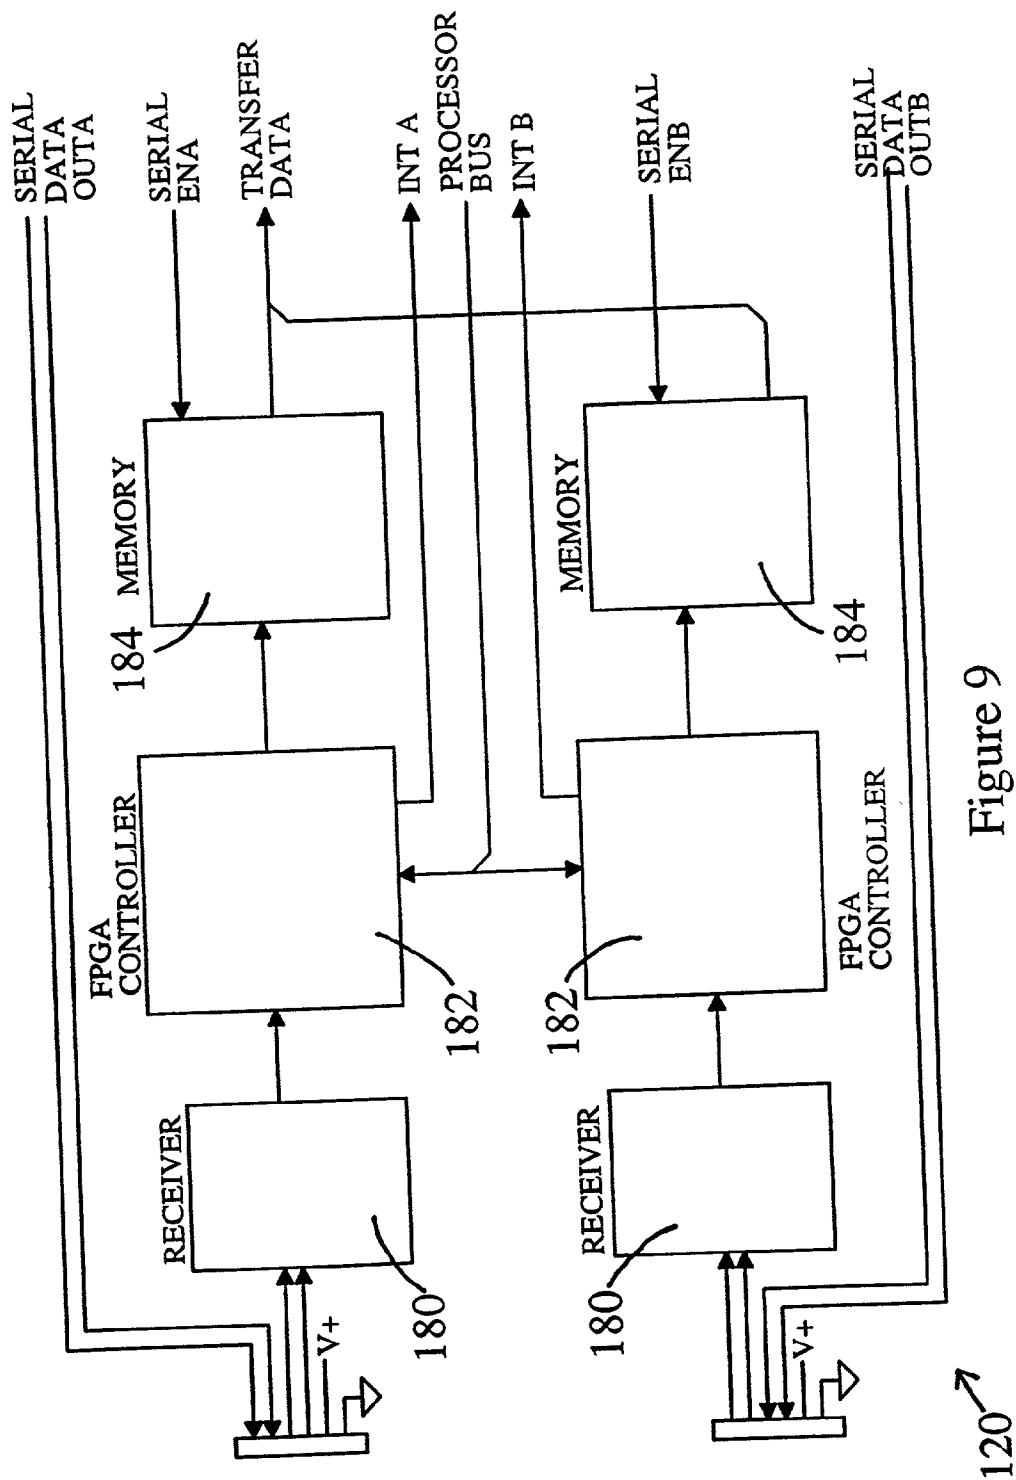 SERIAL
DATA
OUTA
SERIAL
ENA
TRANSFER
DATA
INT A
PROCESSOR
BUS
INT B
SERIAL
ENB
SERIAL
DATA
OUTB
MEMORY
184
MEMORY
184
FPGA
CONTROLLER
182
182
FPGA
CONTROLLER
RECEIVER
180
RECEIVER
180
V+
V+
120
Figure 9